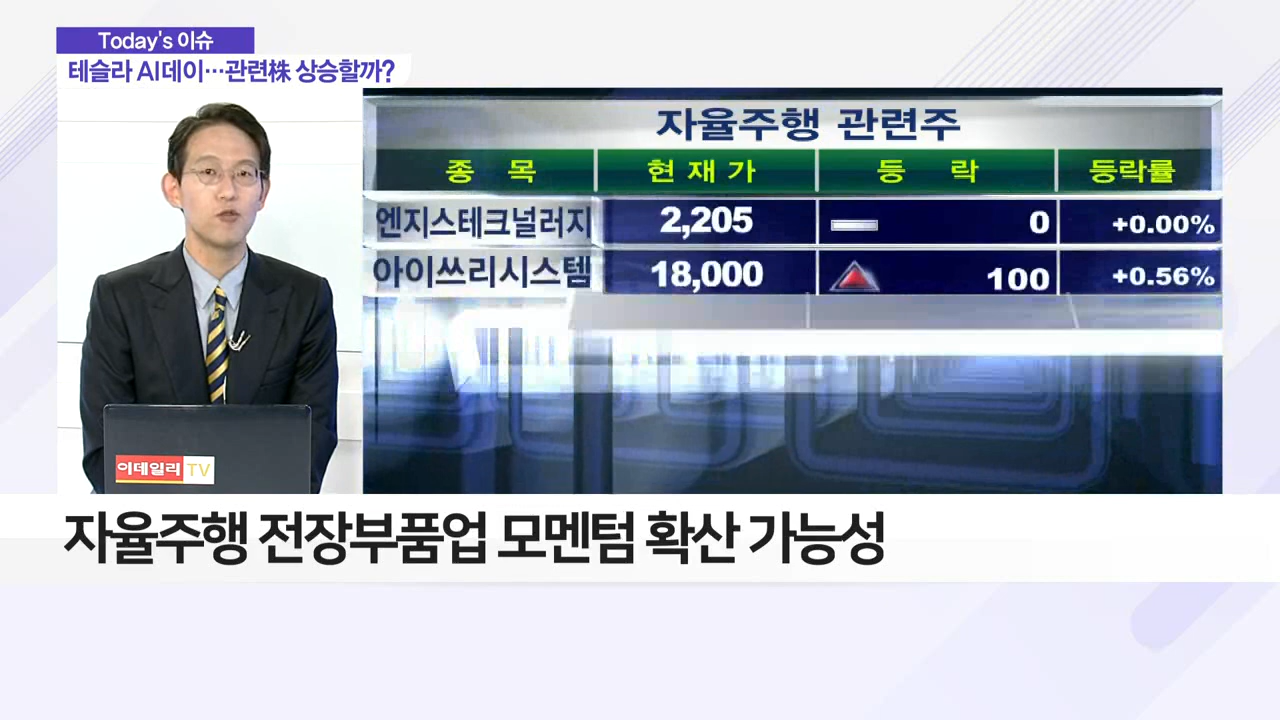 Today's 이슈
테슬라 AI데이…관련株 상승할까?
자율주행 관련주
종 목 현재가 등 락 등락률
엔지스테크널러지 2,205 0 +0.00%
아이쓰리시스템 18,000 100 +0.56%
이데일리 TV
자율주행 전장부품업 모멘텀 확산 가능성